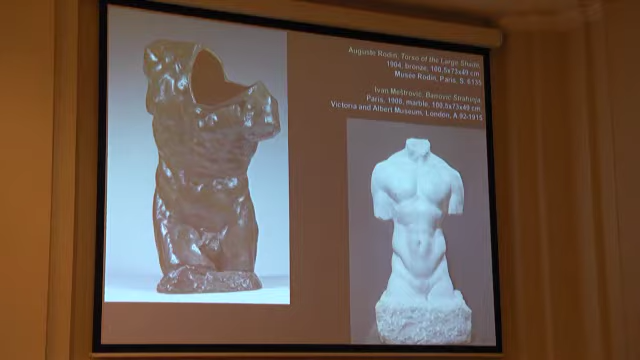 Auguste Rodin, Torso of the Large Shade,
1904, bronze, 100,5x73x49 cm
Musée Rodin, Paris, S. 6135
Ivan Meštrović, Banović Strahinja
Paris, 1908, marble, 100,5x73x49 cm
Victoria and Albert Museum, London, A 92-1915